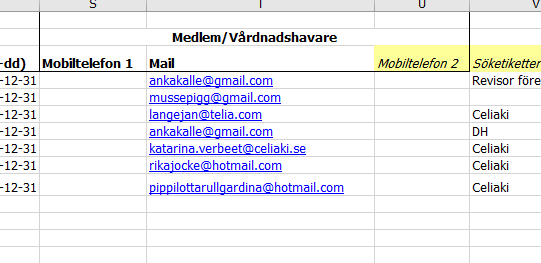 S T U V
Medlem/Vårdnadshavare
-dd) Mobiltelefon 1 Mail Mobiltelefon 2 Söketiketter
-12-31 ankakalle@gmail.com Revisor före
-12-31 mussepigg@gmail.com
-12-31 langejan@telia.com Celiaki
-12-31 ankakalle@gmail.com DH
-12-31 katarina.verbeet@celiaki.se Celiaki
-12-31 rikajocke@hotmail.com Celiaki
-12-31 pippilottarullgardina@hotmail.com Celiaki